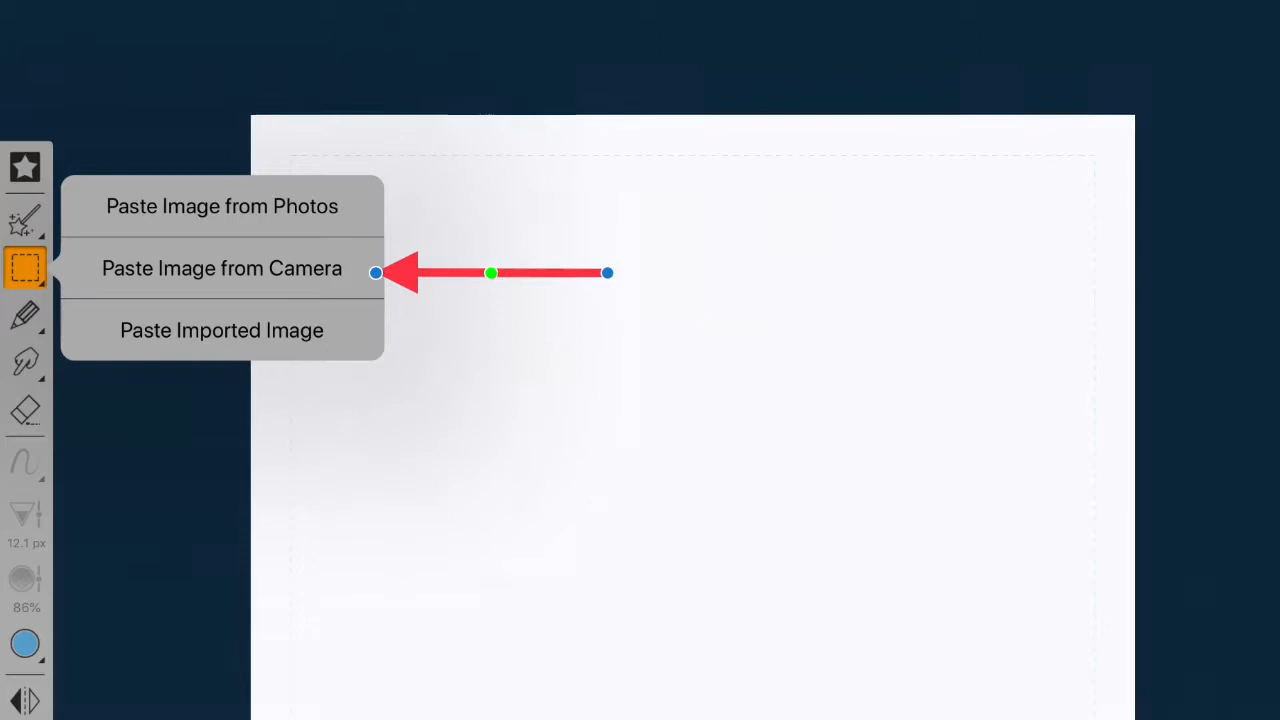 Paste Image from Photos
Paste Image from Camera
Paste Imported Image
12.1 px
86%